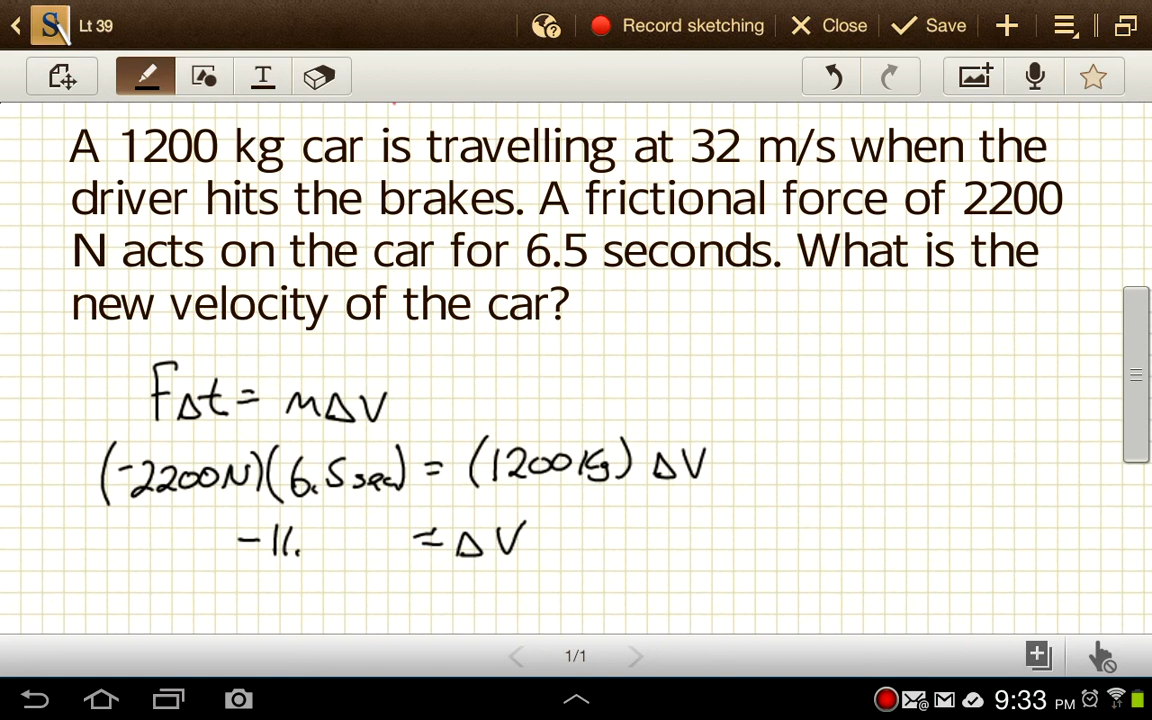 S Lt 39 Record sketching Close Save
T
A 1200 kg car is travelling at 32 m/s when the
driver hits the brakes. A frictional force of 2200
N acts on the car for 6.5 seconds. What is the
new velocity of the car?
FΔt = mΔV
(-2200N)(6.5sec) = (1200Kg) ΔV
-11. = ΔV
1/1
9:33 PM